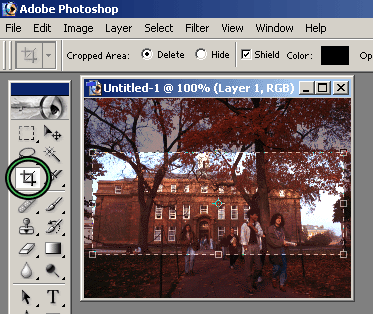 Adobe Photoshop
File Edit Image Layer Select Filter View Window Help
Cropped Area: Delete Hide Shield Color: Op
Untitled-1 @ 100% (Layer 1, RGB)
T